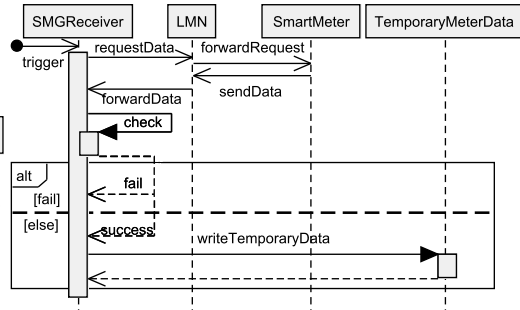 SMGReceiver
LMN
SmartMeter
TemporaryMeterData
trigger
requestData
forwardRequest
sendData
forwardData
check
alt
[fail]
fail
[else]
success
writeTemporaryData